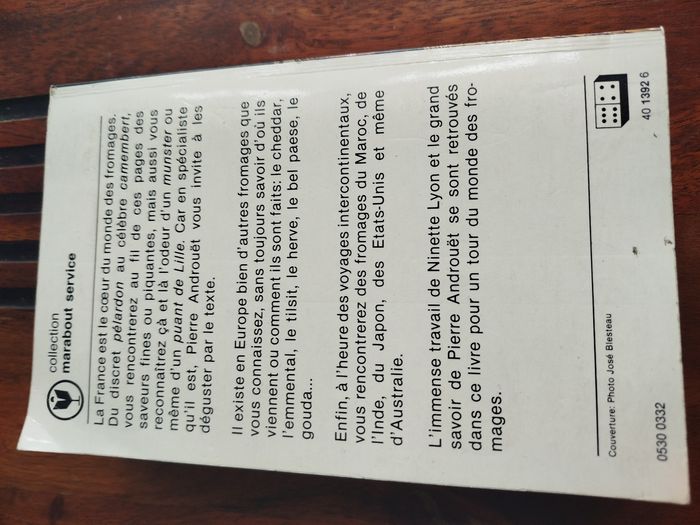 collection
marabout service
La France est le cœur du monde des fromages.
Du discret pélardon au célèbre camembert,
vous rencontrerez au fil de ces pages des
saveurs fines ou piquantes, mais aussi vous
reconnaîtrez çà et là l'odeur d'un munster ou
même d'un puant de Lille. Car en spécialiste
qu'il est, Pierre Androuët vous invite à les
déguster par le texte.
Il existe en Europe bien d'autres fromages que
vous connaissez, sans toujours savoir d'où ils
viennent ou comment ils sont faits: le cheddar,
l'emmental, le tilsit, le herve, le bel paese, le
gouda...
Enfin, à l'heure des voyages intercontinentaux,
vous rencontrerez des fromages du Maroc, de
l'Inde, du Japon, des Etats-Unis et même
d'Australie.
L'immense travail de Ninette Lyon et le grand
savoir de Pierre Androuët se sont retrouvés
dans ce livre pour un tour du monde des fro-
mages.
Couverture: Photo José Blesteau
0530 0332
40 1392 6